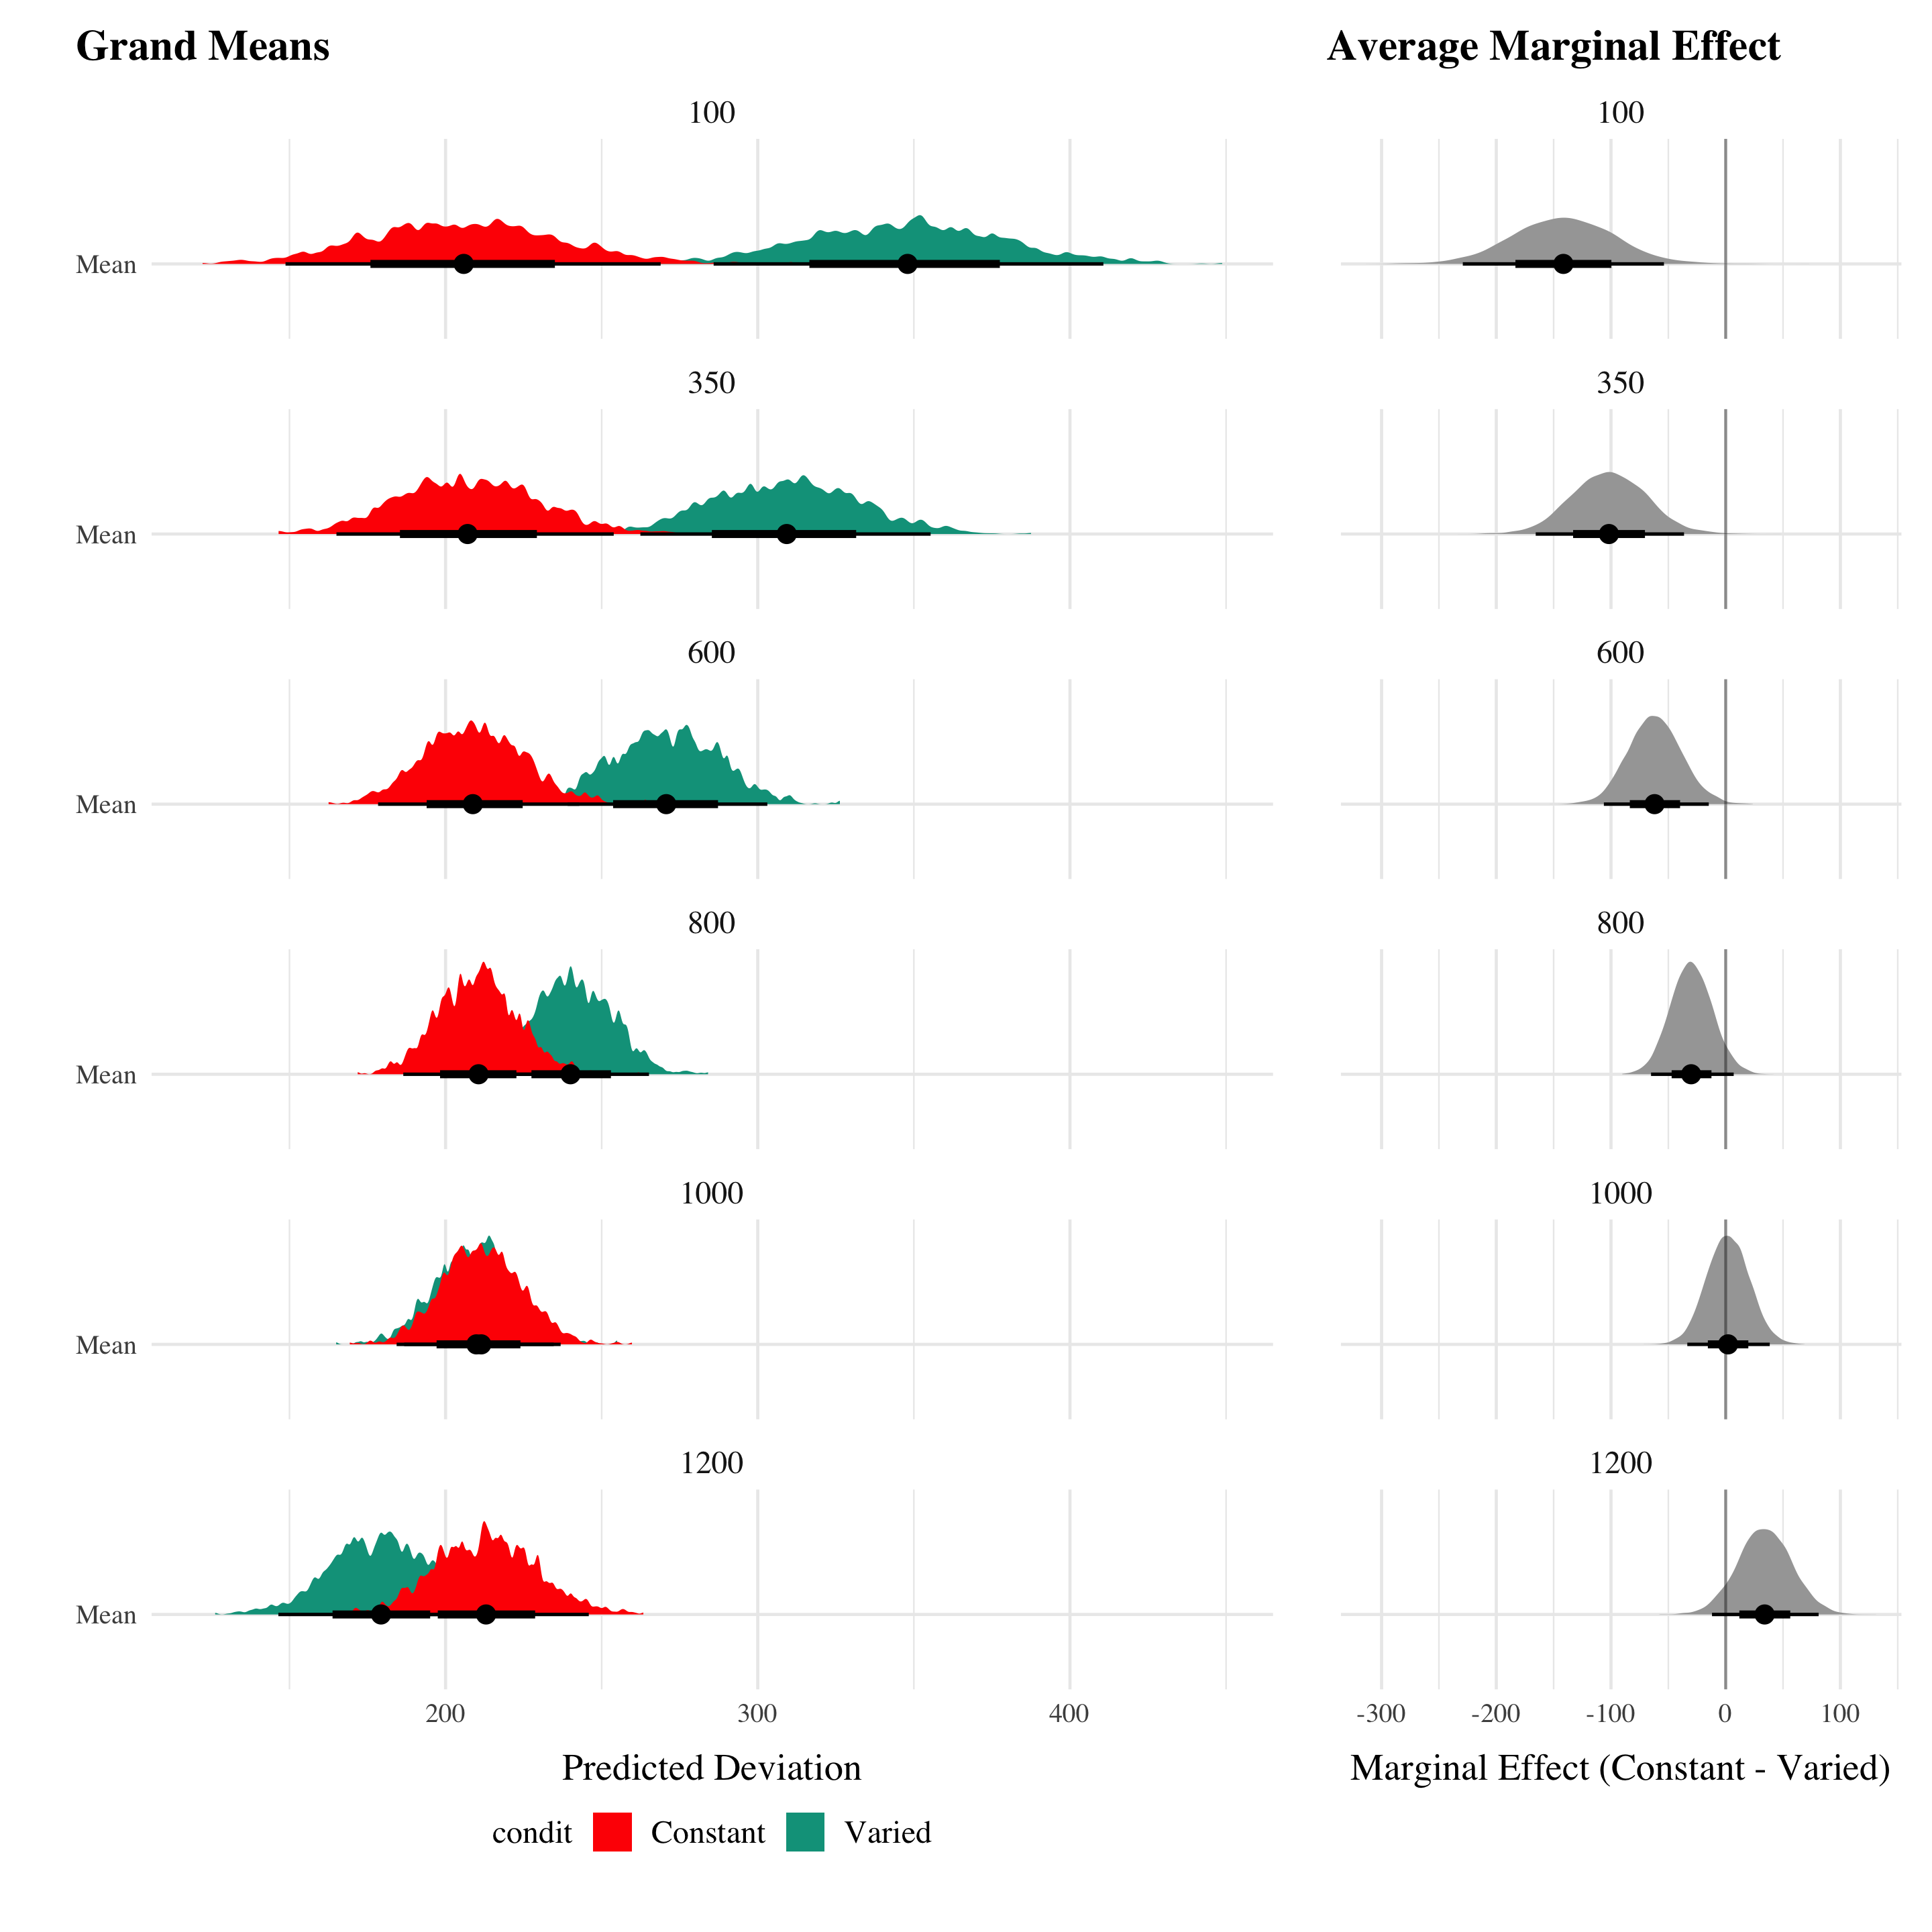 Grand Means
Average Marginal Effect
100
100
Mean
350
350
Mean
600
600
Mean
800
800
Mean
1000
1000
Mean
1200
1200
Mean
200 300 400
-300 -200 -100 0 100
Predicted Deviation
Marginal Effect (Constant - Varied)
condit Constant Varied